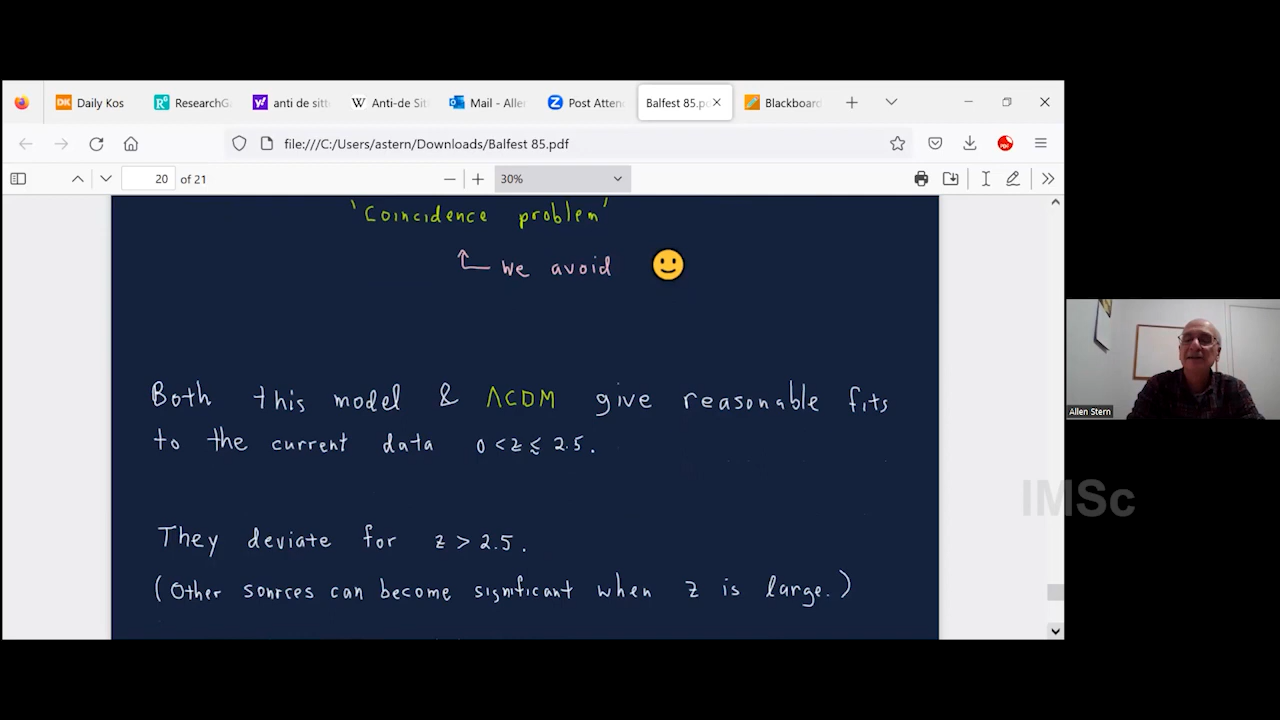 Daily Kos
ResearchGa
anti de sitt
Anti-de Sit
Mail - Aller
Post Atten
Balfest 85.p
Blackboard
file:///C:/Users/astern/Downloads/Balfest 85.pdf
20 of 21
30%
'Coincidence problem'
we avoid
Both this model & ΛCDM give reasonable fits
to the current data 0 < z ≲ 2.5.
They deviate for z > 2.5.
(Other sources can become significant when z is large.)
Allen Stern
IMSc